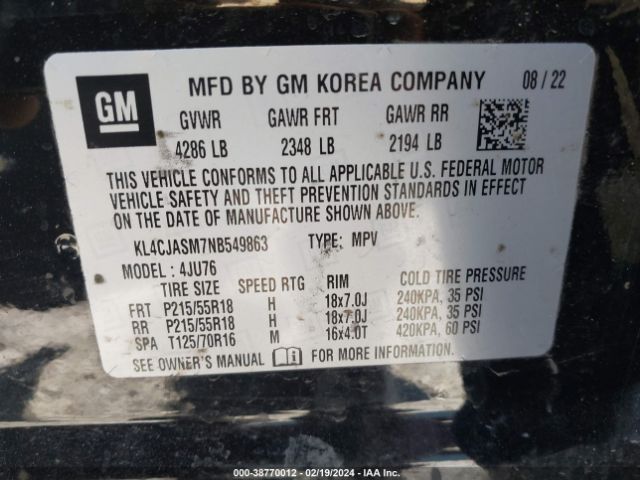 GM
MFD BY GM KOREA COMPANY 08/22
GVWR GAWR FRT GAWR RR
4286 LB 2348 LB 2194 LB
THIS VEHICLE CONFORMS TO ALL APPLICABLE U.S. FEDERAL MOTOR
VEHICLE SAFETY AND THEFT PREVENTION STANDARDS IN EFFECT
ON THE DATE OF MANUFACTURE SHOWN ABOVE.
KL4CJASM7NB549863 TYPE: MPV
MODEL : 4JU76
TIRE SIZE SPEED RTG RIM COLD TIRE PRESSURE
FRT P215/55R18 H 18x7.0J 240KPA, 35 PSI
RR P215/55R18 H 18x7.0J 240KPA, 35 PSI
SPA T125/70R16 M 16x4.0T 420KPA, 60 PSI
SEE OWNER'S MANUAL i FOR MORE INFORMATION.
000-38770012 - 02/19/2024 - IAA Inc.